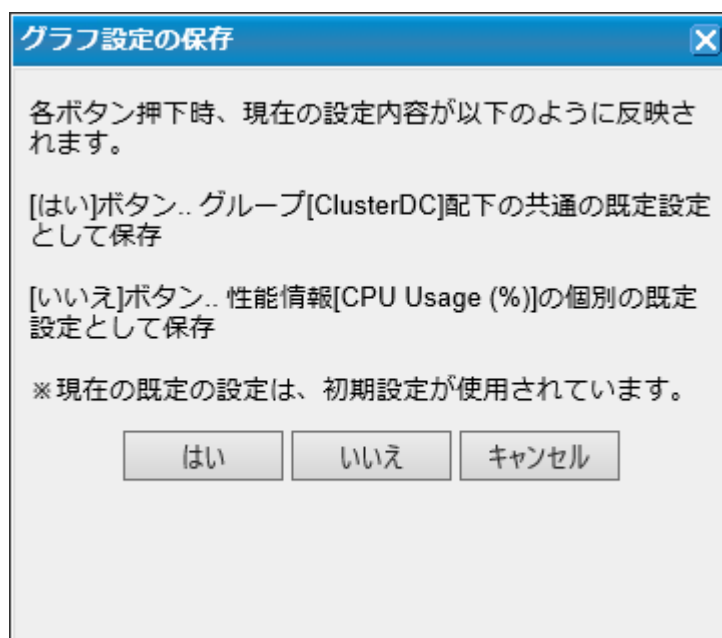 グラフ設定の保存
各ボタン押下時、現在の設定内容が以下のように反映さ
れます。
[はい]ボタン.. グループ[ClusterDC]配下の共通の既定設定
として保存
[いいえ]ボタン.. 性能情報[CPU Usage (%)]の個別の既定
設定として保存
※現在の既定の設定は、初期設定が使用されています。
はい
いいえ
キャンセル